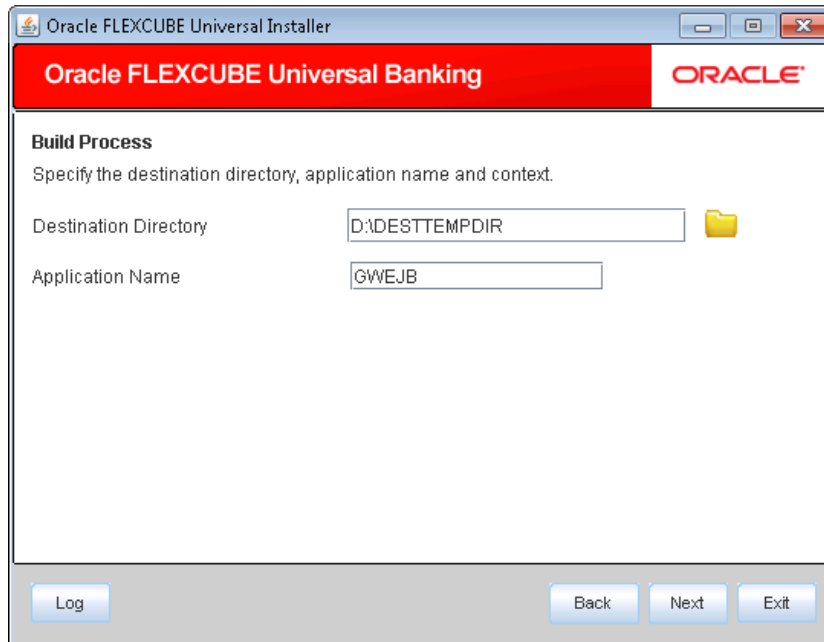 Oracle FLEXCUBE Universal Installer
Oracle FLEXCUBE Universal Banking
ORACLE
Build Process
Specify the destination directory, application name and context.
Destination Directory D:\DESTTEMPDIR
Application Name GWEJB
Log Back Next Exit